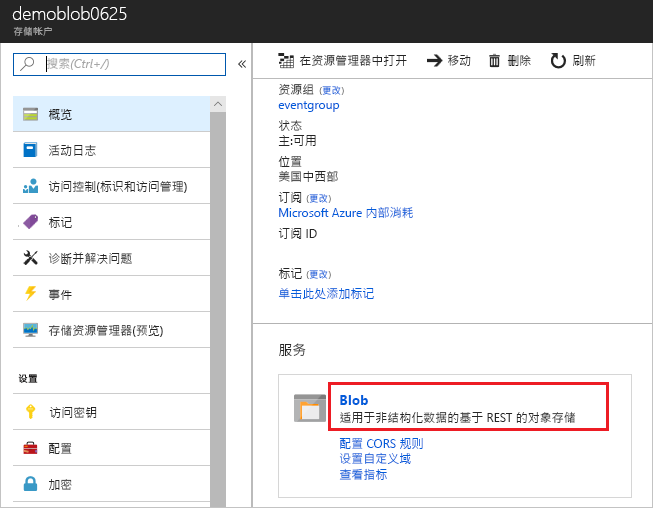 demoblob0625
存储帐户
搜索(Ctrl+/)
«
概览
活动日志
访问控制(标识和访问管理)
标记
诊断并解决问题
事件
存储资源管理器(预览)
设置
访问密钥
配置
加密
在资源管理器中打开
移动
删除
刷新
资源组 (更改)
eventgroup
状态
主:可用
位置
美国中西部
订阅 (更改)
Microsoft Azure 内部消耗
订阅 ID
标记 (更改)
单击此处添加标记
服务
Blob
适用于非结构化数据的基于 REST 的对象存储
配置 CORS 规则
设置自定义域
查看指标